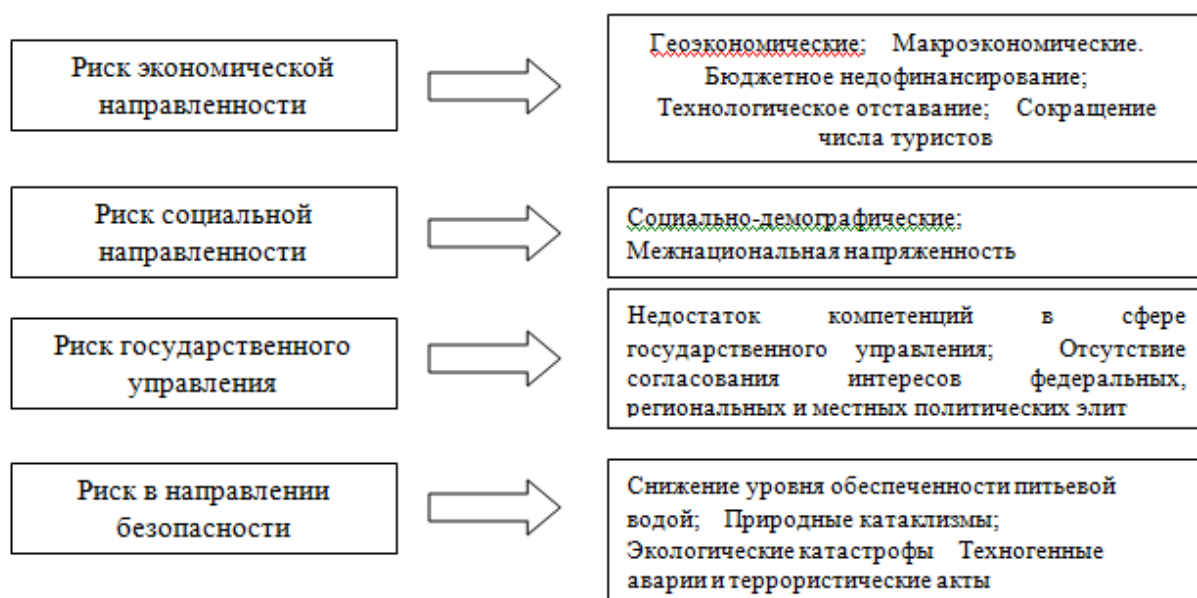 Риск экономической
направленности
Геоэкономические; Макроэкономические.
Бюджетное недофинансирование;
Технологическое отставание; Сокращение
числа туристов
Риск социальной
направленности
Социально-демографические;
Межнациональная напряженность
Риск государственного
управления
Недостаток компетенций в сфере
государственного управления; Отсутствие
согласования интересов федеральных,
региональных и местных политических элит
Риск в направлении
безопасности
Снижение уровня обеспеченности питьевой
водой; Природные катаклизмы;
Экологические катастрофы Техногенные
аварии и террористические акты